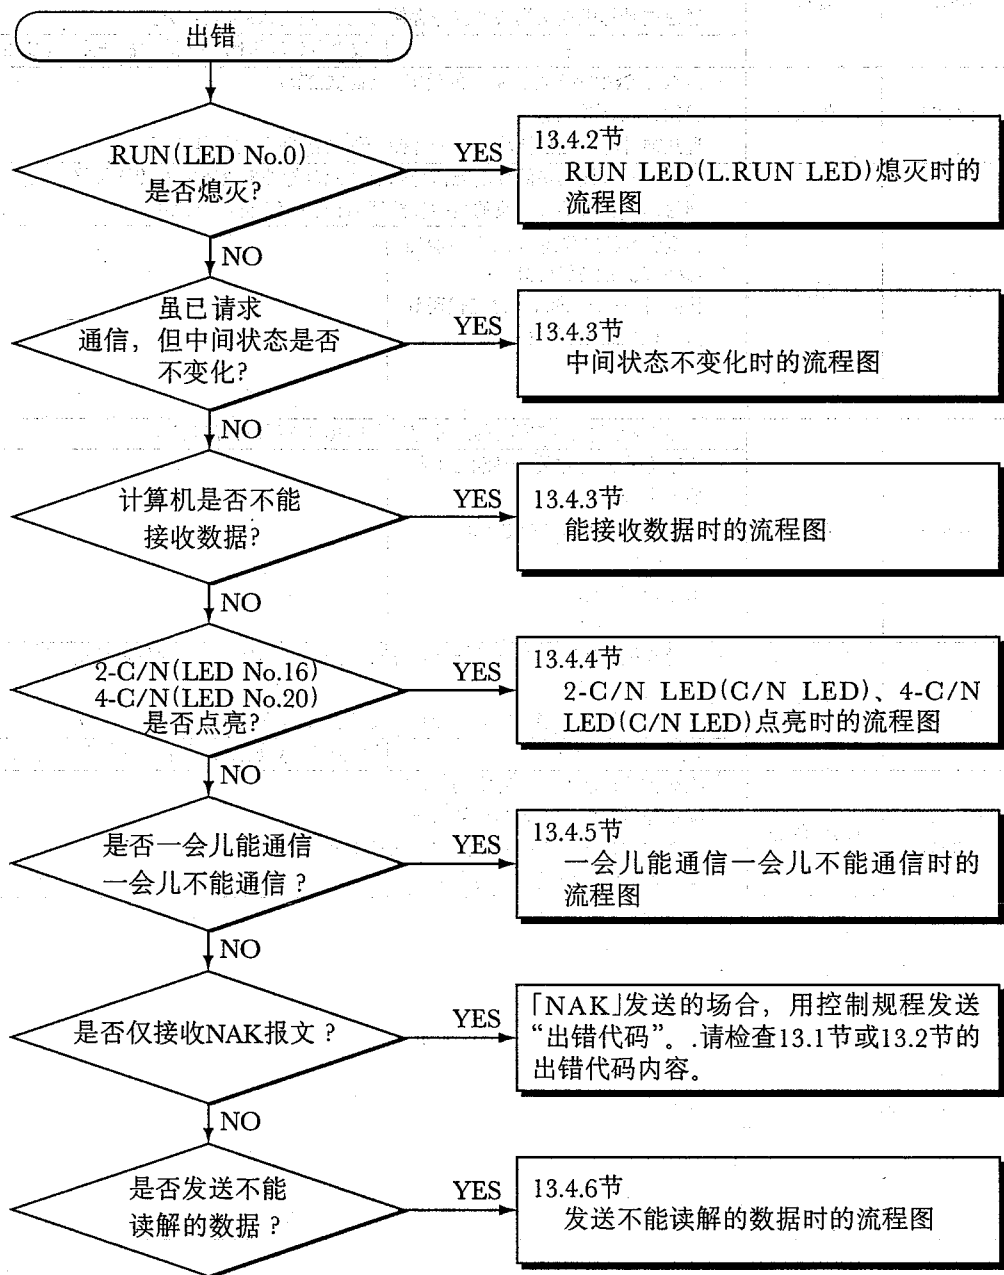 出错
RUN(LED No.0)
是否熄灭?
YES
13.4.2节
RUN LED(L.RUN LED)熄灭时的
流程图
NO
虽已请求
通信，但中间状态是否
不变化?
YES
13.4.3节
中间状态不变化时的流程图
NO
计算机是否不能
接收数据?
YES
13.4.3节
能接收数据时的流程图
NO
2-C/N(LED No.16)
4-C/N(LED No.20)
是否点亮?
YES
13.4.4节
2-C/N LED(C/N LED)、4-C/N
LED(C/N LED)点亮时的流程图
NO
是否一会儿能通信
一会儿不能通信?
YES
13.4.5节
一会儿能通信一会儿不能通信时的
流程图
NO
是否仅接收NAK报文?
YES
「NAK」发送的场合，用控制规程发送
“出错代码”。.请检查13.1节或13.2节的
出错代码内容。
NO
是否发送不能
读解的数据?
YES
13.4.6节
发送不能读解的数据时的流程图